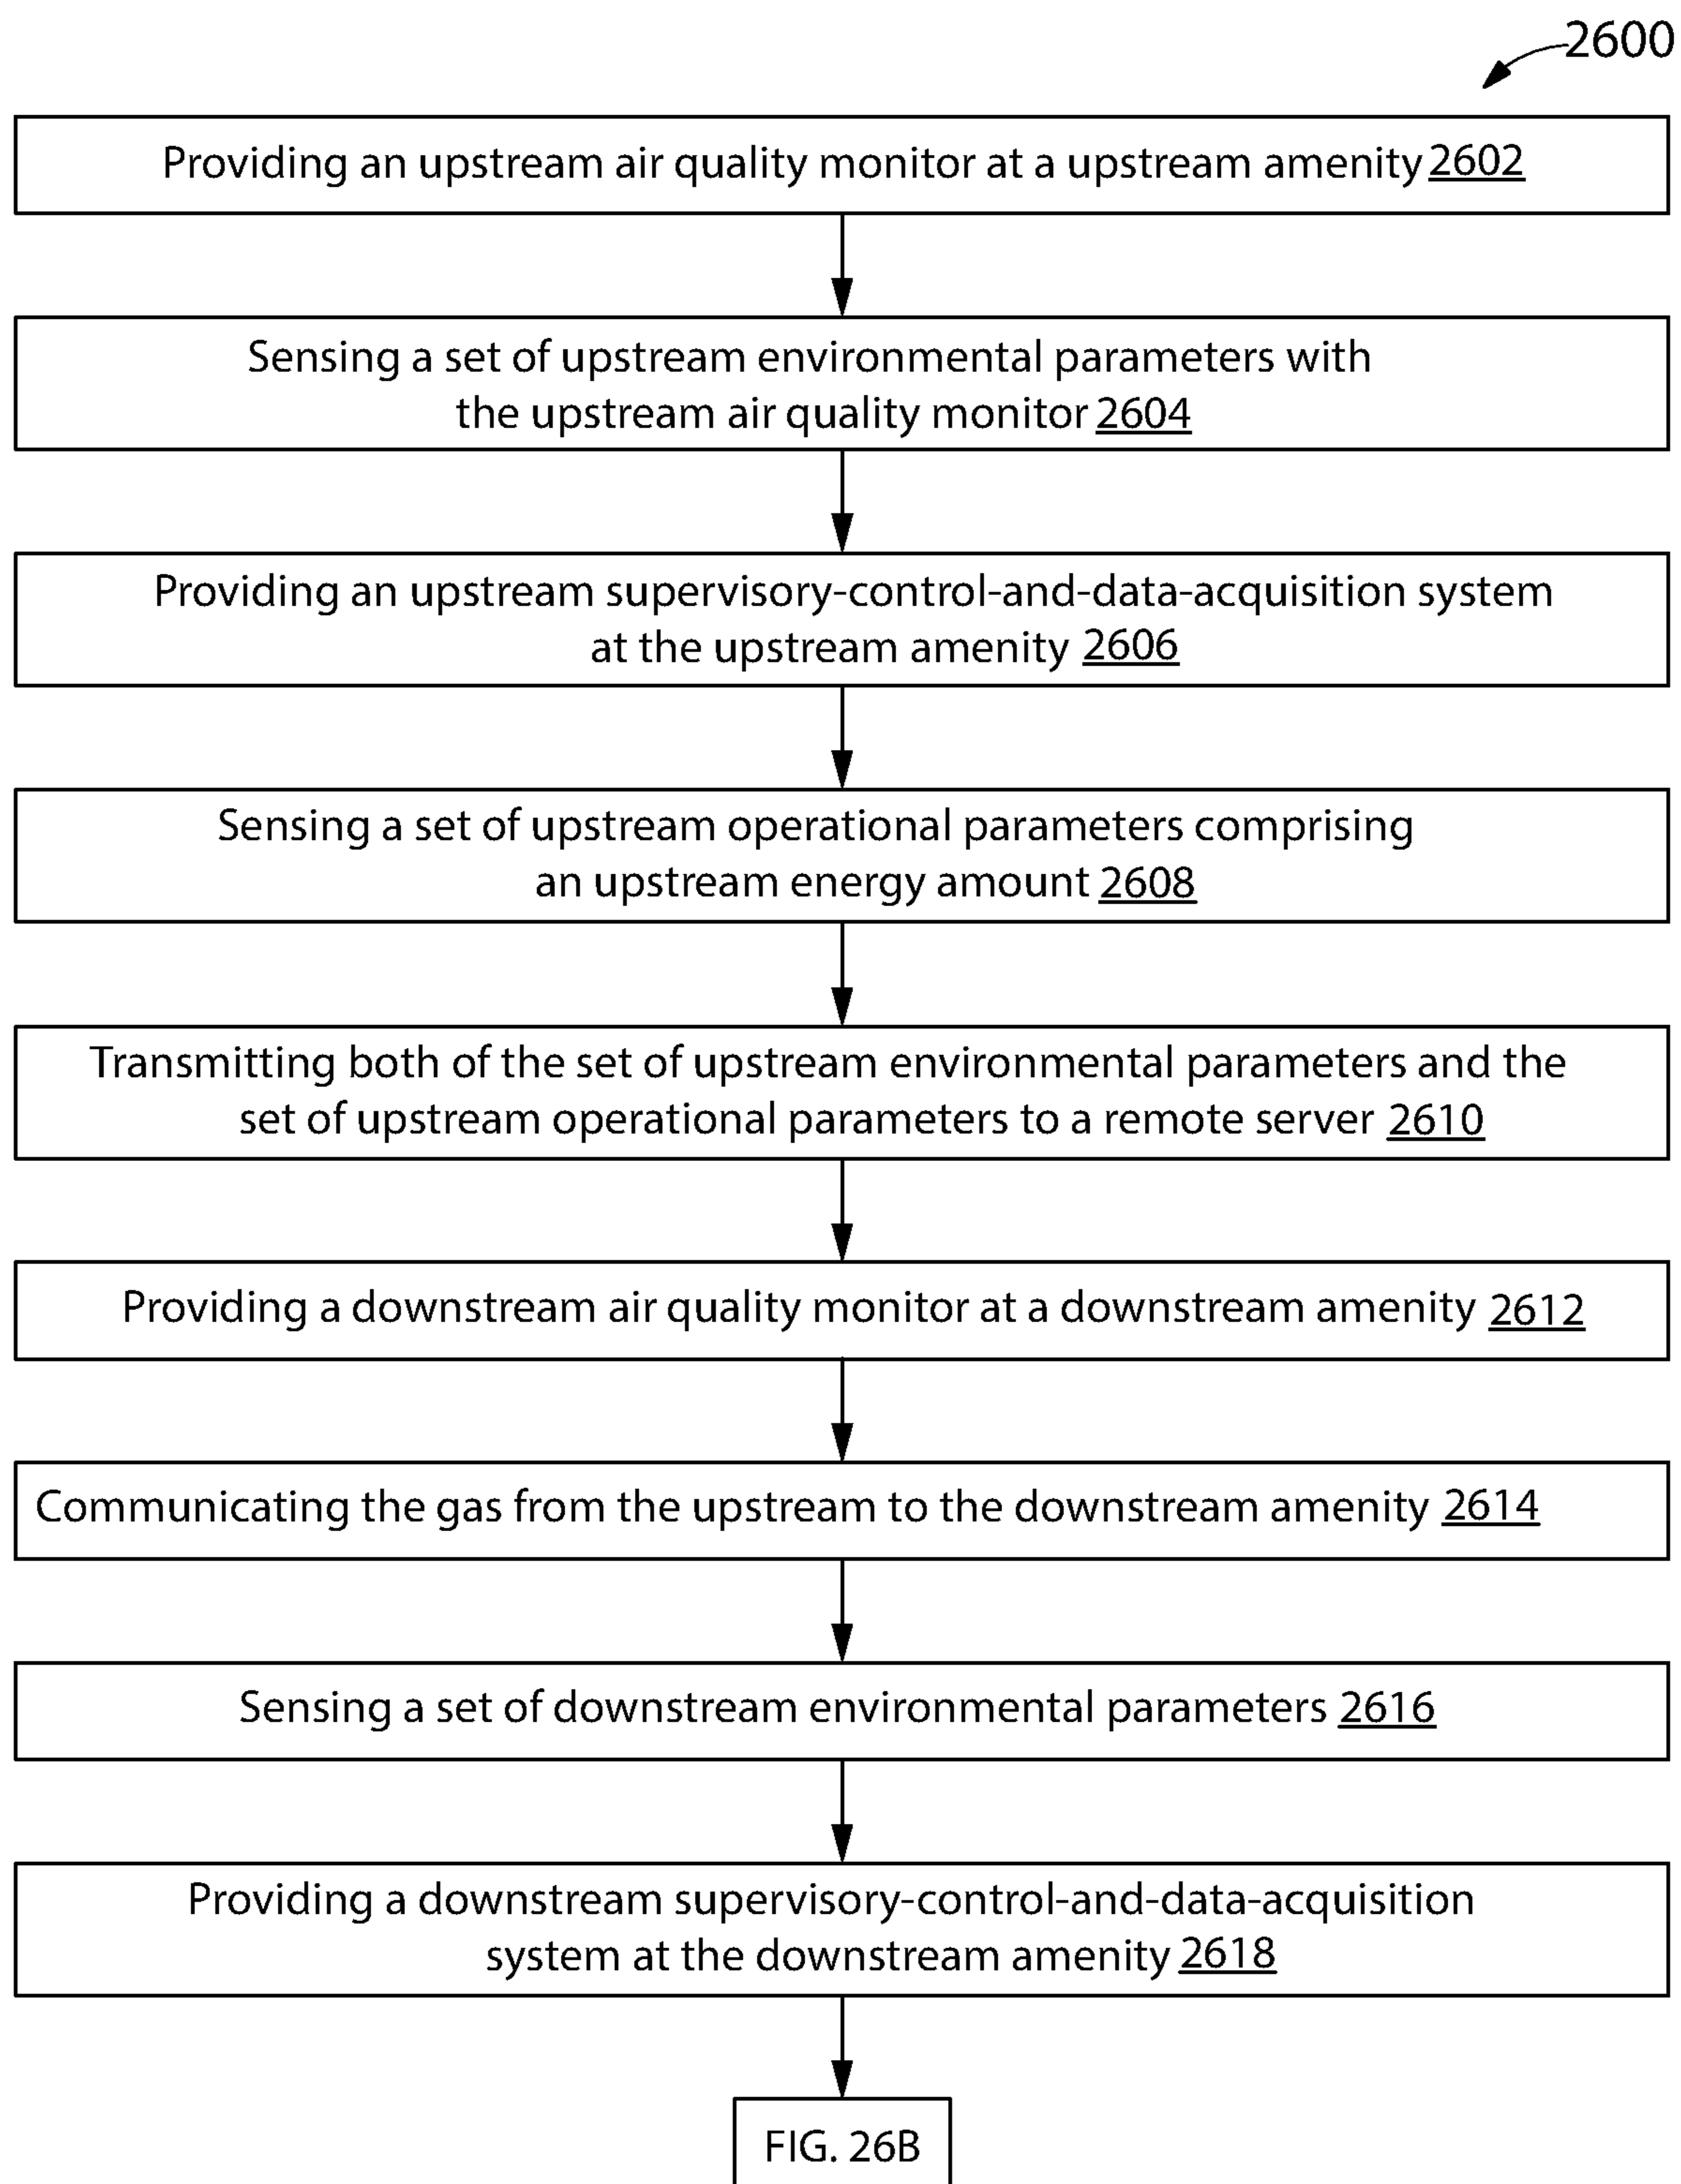 2600
Providing an upstream air quality monitor at a upstream amenity 2602
Sensing a set of upstream environmental parameters with
the upstream air quality monitor 2604
Providing an upstream supervisory-control-and-data-acquisition system
at the upstream amenity 2606
Sensing a set of upstream operational parameters comprising
an upstream energy amount 2608
Transmitting both of the set of upstream environmental parameters and the
set of upstream operational parameters to a remote server 2610
Providing a downstream air quality monitor at a downstream amenity 2612
Communicating the gas from the upstream to the downstream amenity 2614
Sensing a set of downstream environmental parameters 2616
Providing a downstream supervisory-control-and-data-acquisition
system at the downstream amenity 2618
FIG. 26B